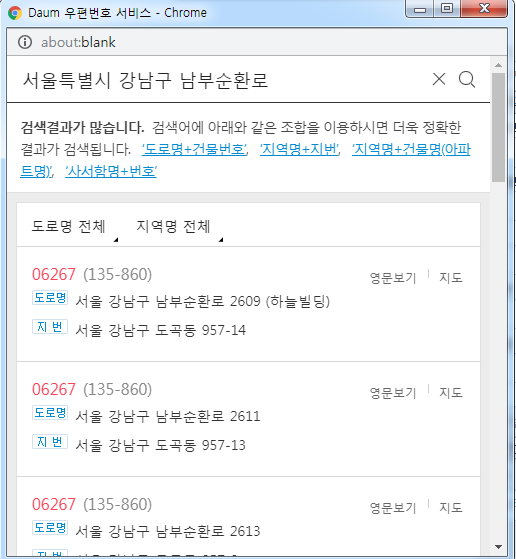 Daum 우편번호 서비스 - Chrome
about:blank
서울특별시 강남구 남부순환로
검색결과가 많습니다. 검색어에 아래와 같은 조합을 이용하시면 더욱 정확한
결과가 검색됩니다. '도로명+건물번호', '지역명+지번', '지역명+건물명(아파
트명)', '사서함명+번호'
도로명 전체 지역명 전체
06267 (135-860) 영문보기 지도
도로명 서울 강남구 남부순환로 2609 (하늘빌딩)
지 번 서울 강남구 도곡동 957-14
06267 (135-860) 영문보기 지도
도로명 서울 강남구 남부순환로 2611
지 번 서울 강남구 도곡동 957-13
06267 (135-860) 영문보기 지도
도로명 서울 강남구 남부순환로 2613